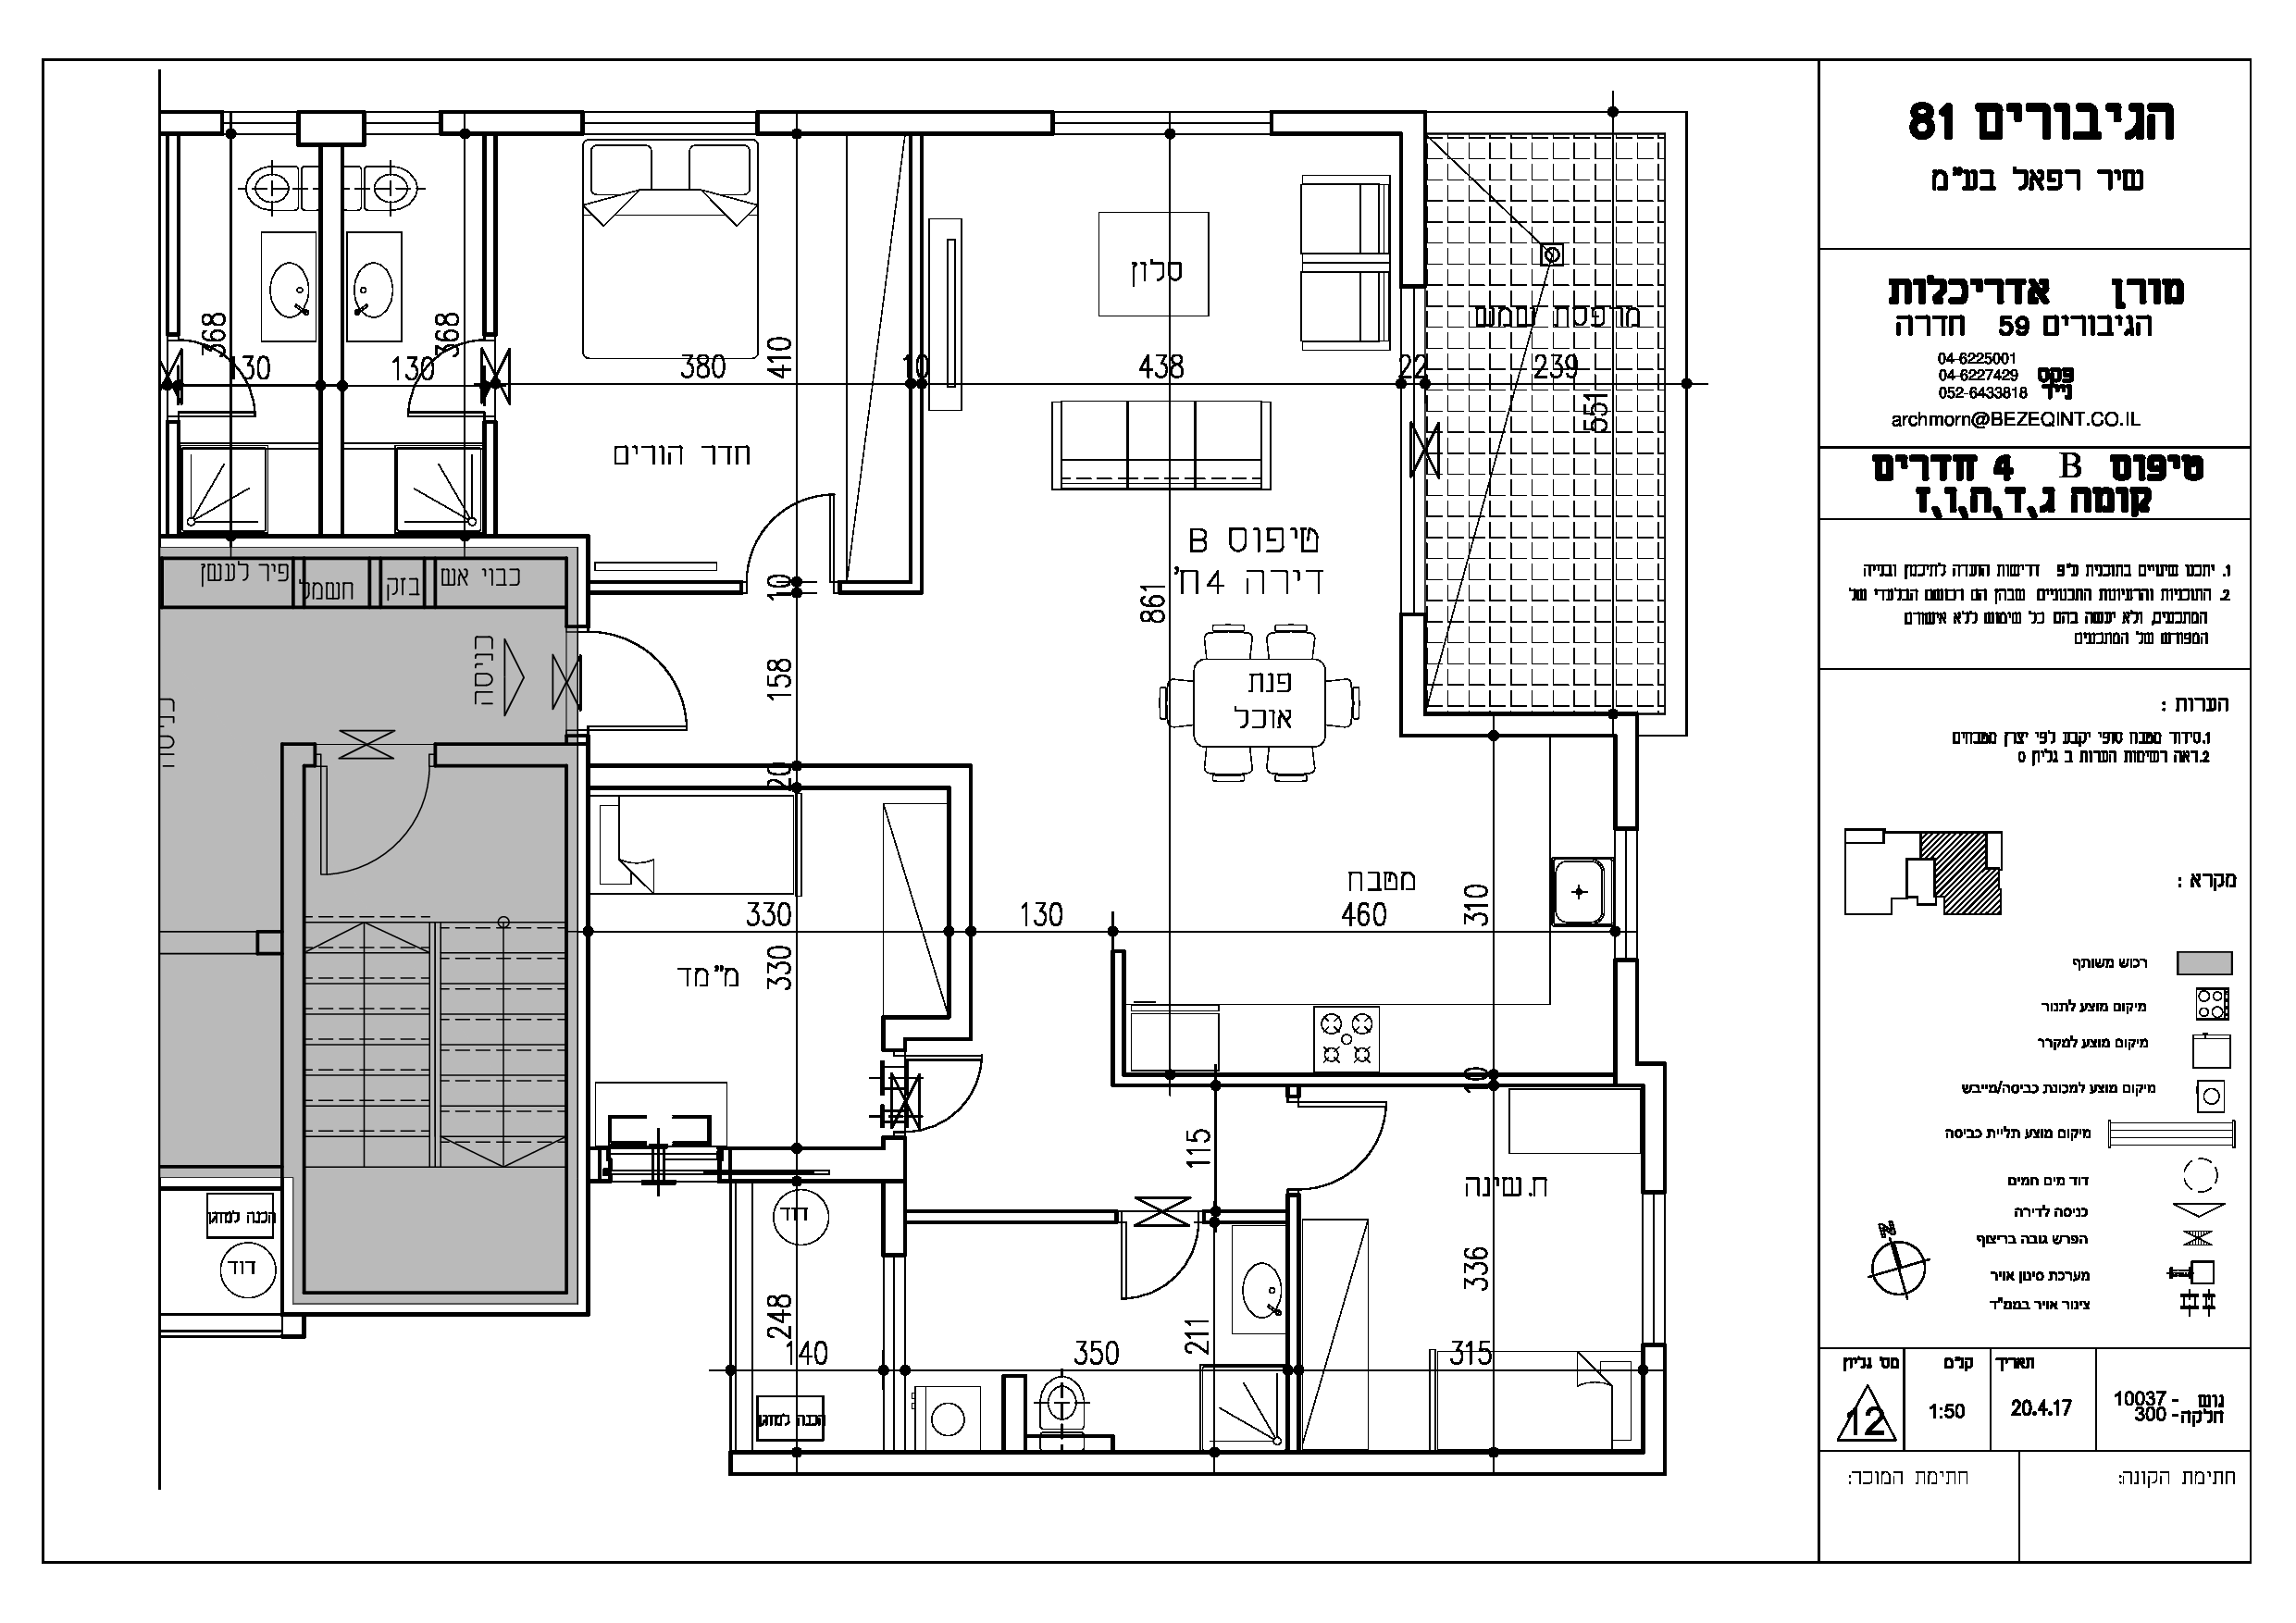 הגיבורים 81
שיר רפאל בע"מ
מורן אדריכלות
הגיבורים 59 חדרה
04-6225001
פקס 04-6227429
נייד 052-6433818
archmorn@BEZEQINT.CO.IL
טיפוס B 4 חדרים
קומה ג,ד,ה,ו,ז
1. יתכנו שינויים בתוכנית עפ"י דרישות הועדה לתיכנון ובנייה
2. התוכניות והרעיונות התכנוניים שבהן הם רכושם הבלעדי של
המתכננים, ולא יעשה בהם כל שימוש ללא אישורם
המפורש של המתכננים
הערות :
1.סידור מטבח סופי יקבע לפי יצרן מטבחים
2.ראה רשימת הערות ב גליון 0
מקרא :
רכוש משותף
מיקום מוצע לתנור
מיקום מוצע למקרר
מיקום מוצע למכונת כביסה/מייבש
מיקום מוצע תליית כביסה
דוד מים חמים
כניסה לדירה
הפרש גובה בריצוף
מערכת סינון אויר
צינור אויר בממ"ד
N
גוש - 10037
חלקה- 300
תאריך
20.4.17
קנ"מ
1:50
מס' גליון
12
חתימת הקונה:
חתימת המוכר:
368
368
130
130
380
410
10
438
22
239
551
סלון
מרפסת שמש
חדר הורים
טיפוס B
דירה 4ח'
861
פנת
אוכל
פיר לעשן
חשמל
בזק
כבוי אש
כניסה
כניסה
10
158
20
330
330
130
460
310
מטבח
מ"מד
10
115
ח.שינה
336
דוד
248
140
350
211
315
הכנה למזגן
הכנה למזגן
דוד